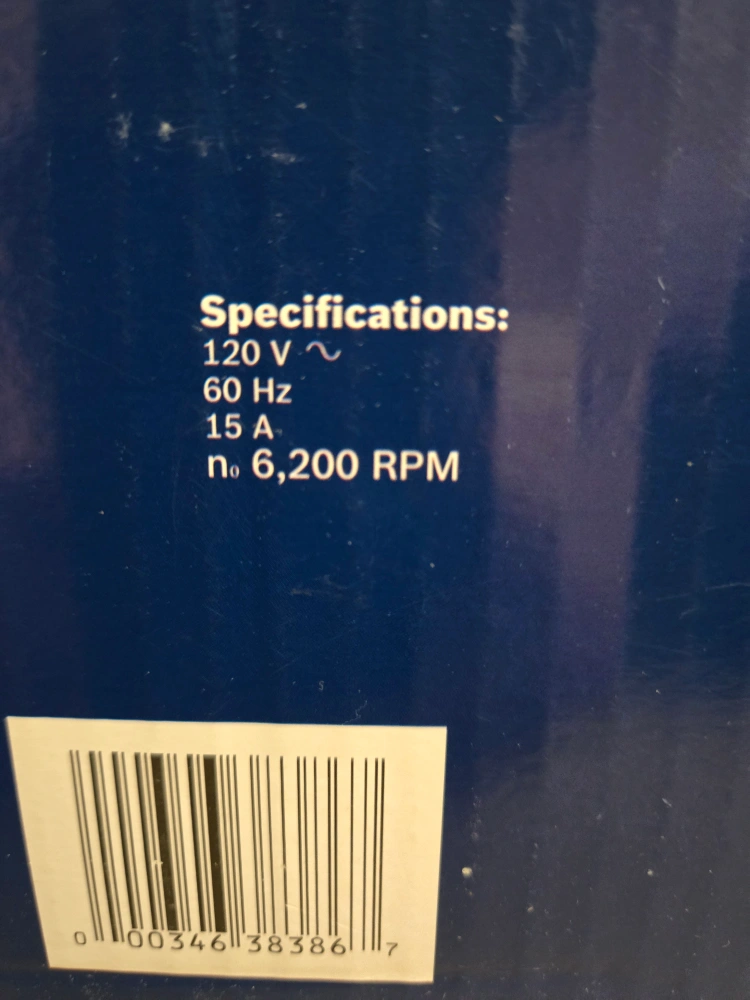 Specifications:
120 V ~
60 Hz
15 A
n₀ 6,200 RPM
0 00346 38386 7